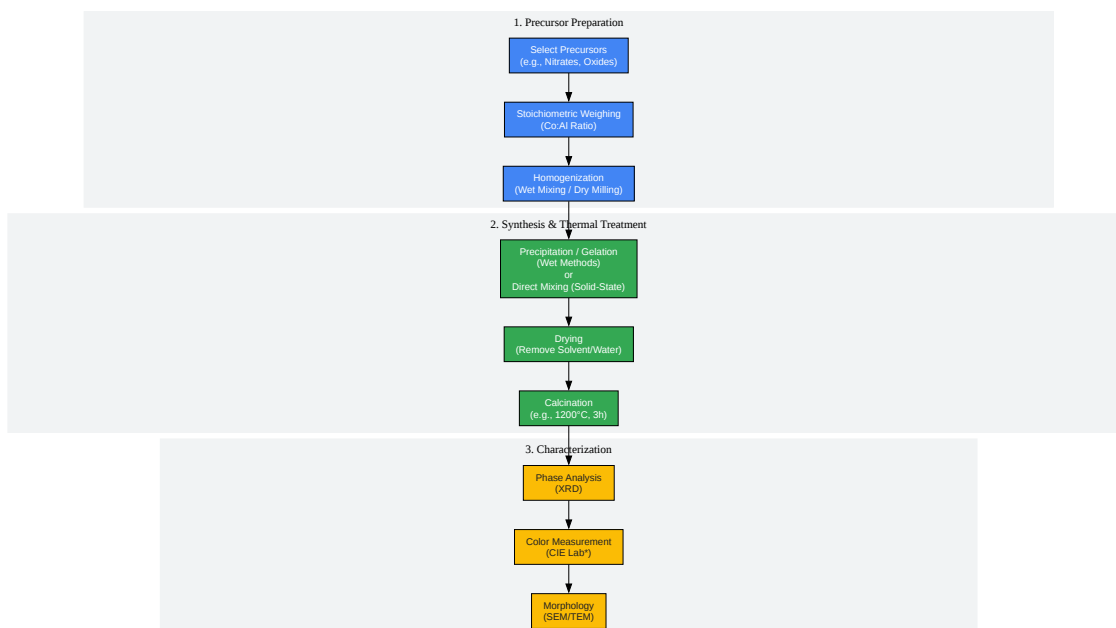 1. Precursor Preparation
Select Precursors
(e.g., Nitrates, Oxides)
Stoichiometric Weighing
(Co:Al Ratio)
Homogenization
(Wet Mixing / Dry Milling)
2. Synthesis & Thermal Treatment
Precipitation / Gelation
(Wet Methods)
or
Direct Mixing (Solid-State)
Drying
(Remove Solvent/Water)
Calcination
(e.g., 1200°C, 3h)
3. Characterization
Phase Analysis
(XRD)
Color Measurement
(CIE Lab*)
Morphology
(SEM/TEM)